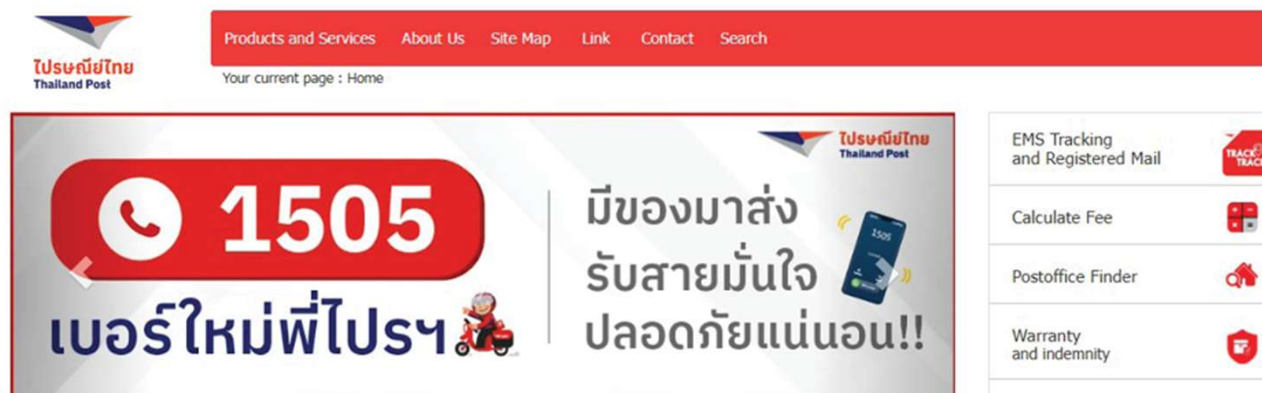 ไปรษณีย์ไทย
Thailand Post
Products and Services About Us Site Map Link Contact Search
Your current page : Home
ไปรษณีย์ไทย
Thailand Post
1505
เบอร์ใหม่พี่ไปรฯ
มีของมาส่ง
รับสายมั่นใจ
ปลอดภัยแน่นอน!!
1505
EMS Tracking
and Registered Mail
TRACK
TRACK
Calculate Fee
Postoffice Finder
Warranty
and indemnity